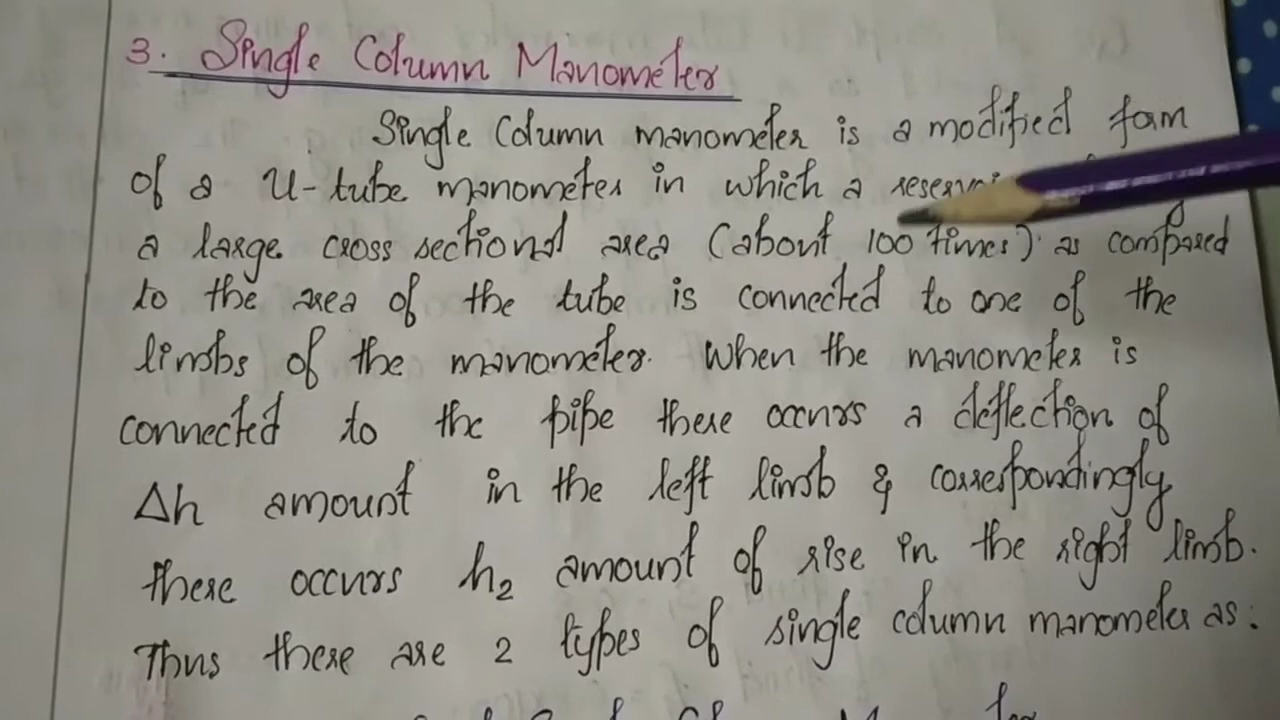 3. Single Column Manometer
Single Column manometer is a modified form
of a U-tube manometer in which a
a large cross sectional area (about 100 times) as compared
to the area of the tube is connected to one of the
limbs of the manometer. When the manometer is
connected to the pipe there occurs a deflection of
Δh amount in the left limb & correspondingly
there occurs h₂ amount of rise in the right limb.
Thus there are 2 types of single column manometer as: